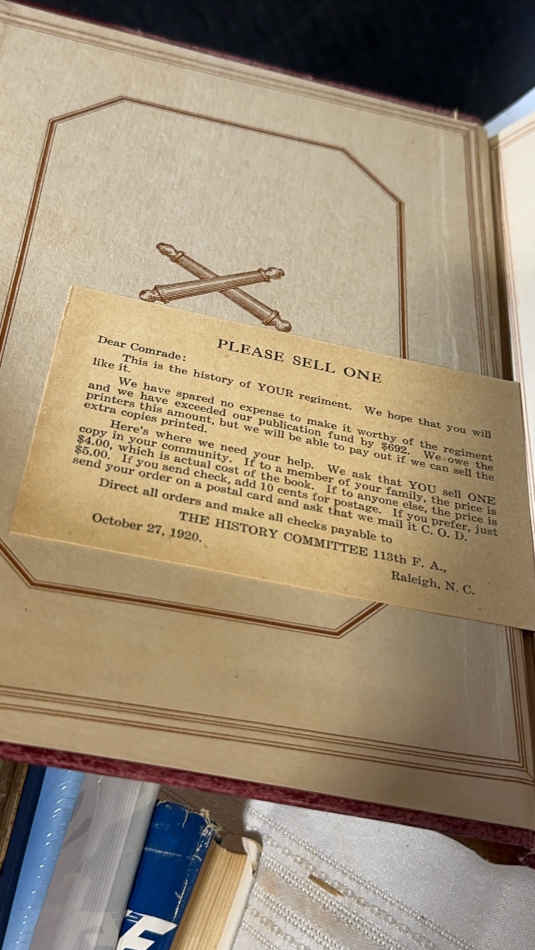 PLEASE SELL ONE
Dear Comrade:
This is the history of YOUR regiment. We hope that you will
like it.
We have spared no expense to make it worthy of the regiment
and we have exceeded our publication fund by $692. We owe the
printers this amount, but we will be able to pay out if we can sell the
extra copies printed.
Here's where we need your help. We ask that YOU sell ONE
copy in your community. If to a member of your family, the price is
$4.00, which is actual cost of the book. If to anyone else, the price is
$5.00. If you send check, add 10 cents for postage. If you prefer, just
send your order on a postal card and ask that we mail it C. O. D.
Direct all orders and make all checks payable to
THE HISTORY COMMITTEE 113th F. A.,
October 27, 1920.
Raleigh, N. C.